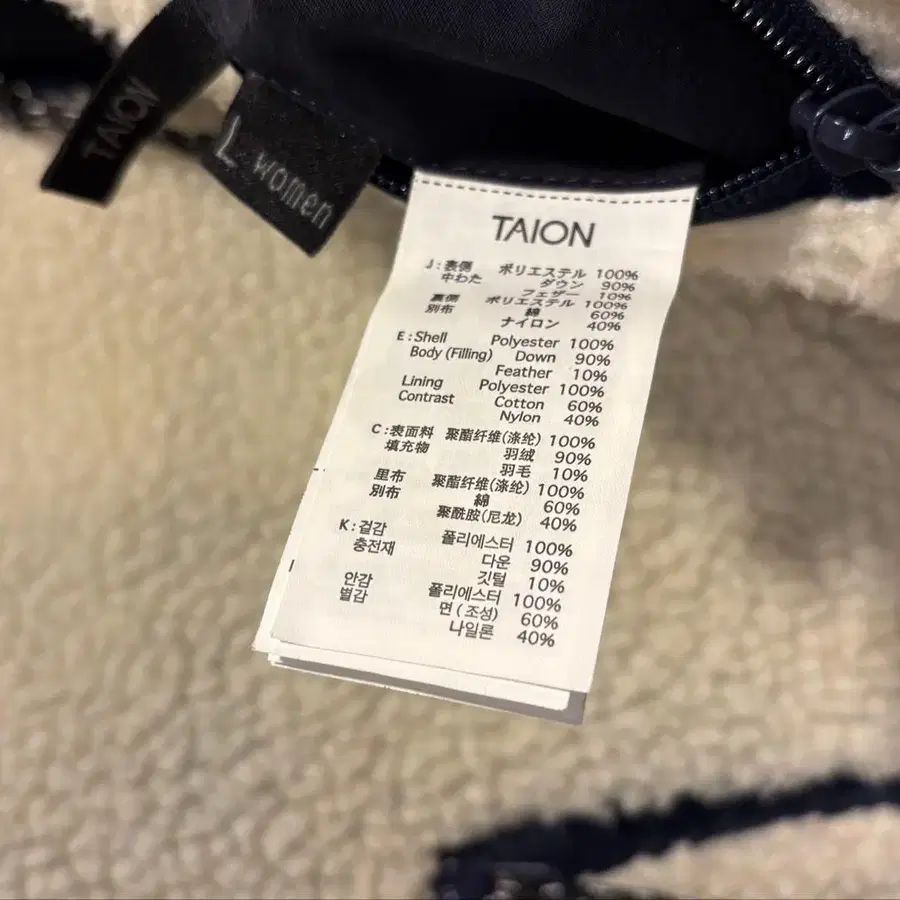 TAION
L : women
TAION
J : 表側 ポリエステル 100%
中わた ダウン 90%
フェザー 10%
裏側 ポリエステル 100%
別布 綿 60%
ナイロン 40%
E : Shell Polyester 100%
Body (Filling) Down 90%
Feather 10%
Lining Polyester 100%
Contrast Cotton 60%
Nylon 40%
C : 表面料 聚酯纤维(涤纶) 100%
填充物 羽绒 90%
羽毛 10%
里布 聚酯纤维(涤纶) 100%
別布 綿 60%
聚酰胺(尼龙) 40%
K : 겉감 폴리에스터 100%
충전재 다운 90%
깃털 10%
안감 폴리에스터 100%
별감 면 ( 조성) 60%
나일론 40%